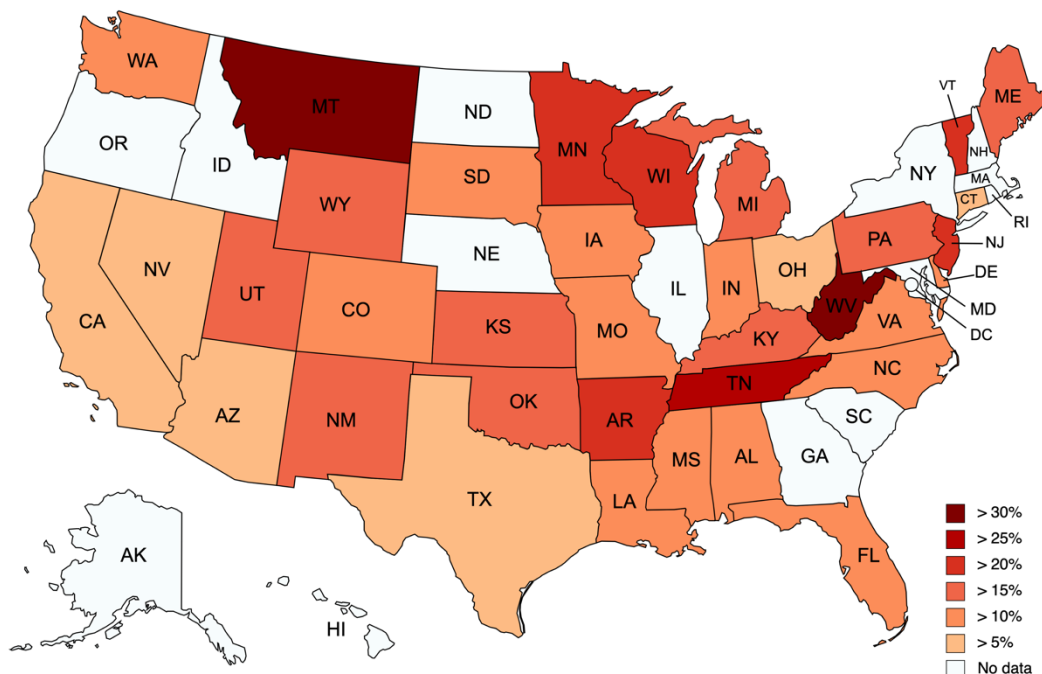 WA
MT
ND
MN
VT
ME
OR
ID
SD
WI
NY
NH
MA
WY
MI
CT
RI
IA
PA
NJ
NE
NV
OH
DE
UT
IL
IN
CO
WV
MD
CA
KS
MO
VA
DC
KY
NC
TN
OK
AZ
NM
AR
SC
MS
AL
GA
TX
LA
AK
FL
HI
> 30%
> 25%
> 20%
> 15%
> 10%
> 5%
No data